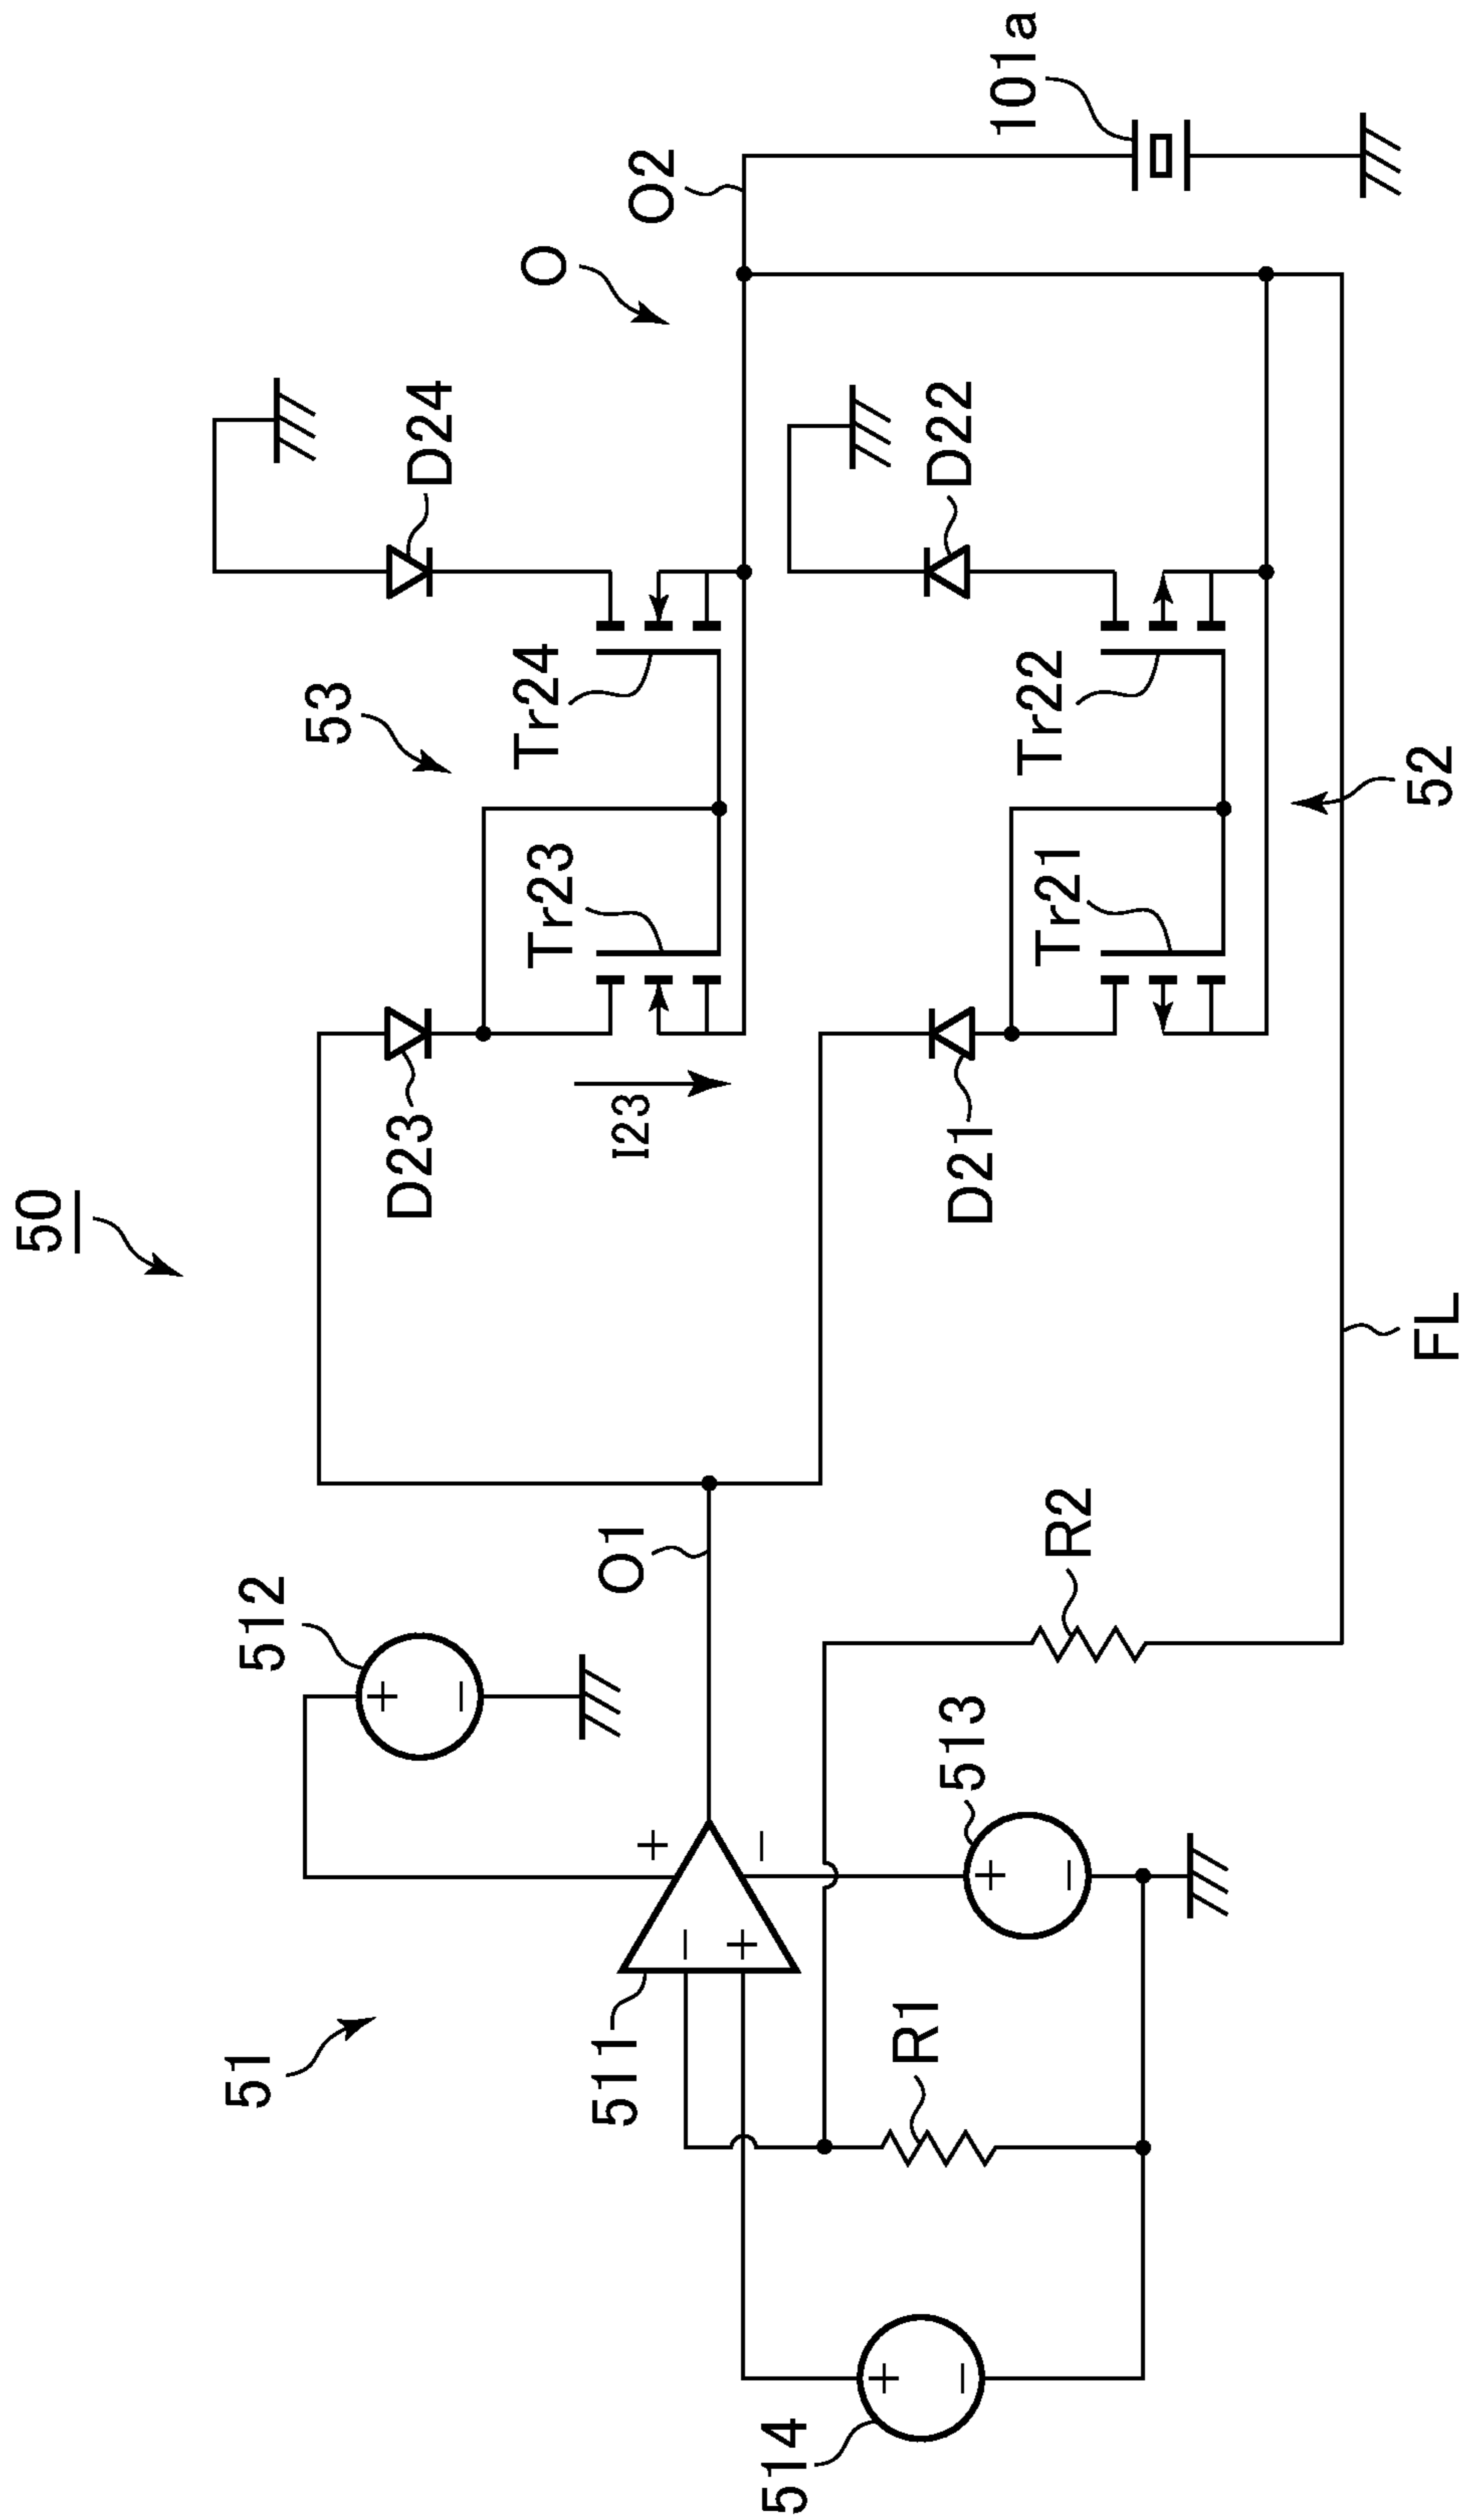 50
51
512
53
D23
D24
+
−
O
Tr23
Tr24
511
O1
I23
O2
+
−
−
+
514
R1
513
D21
D22
+
−
+
−
R2
Tr21
Tr22
101a
FL
52